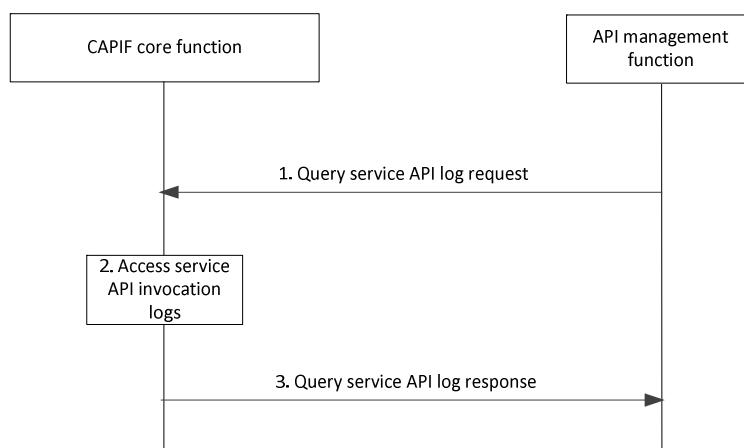 CAPIF core function
API management
function
1. Query service API log request
2. Access service
API invocation
logs
3. Query service API log response